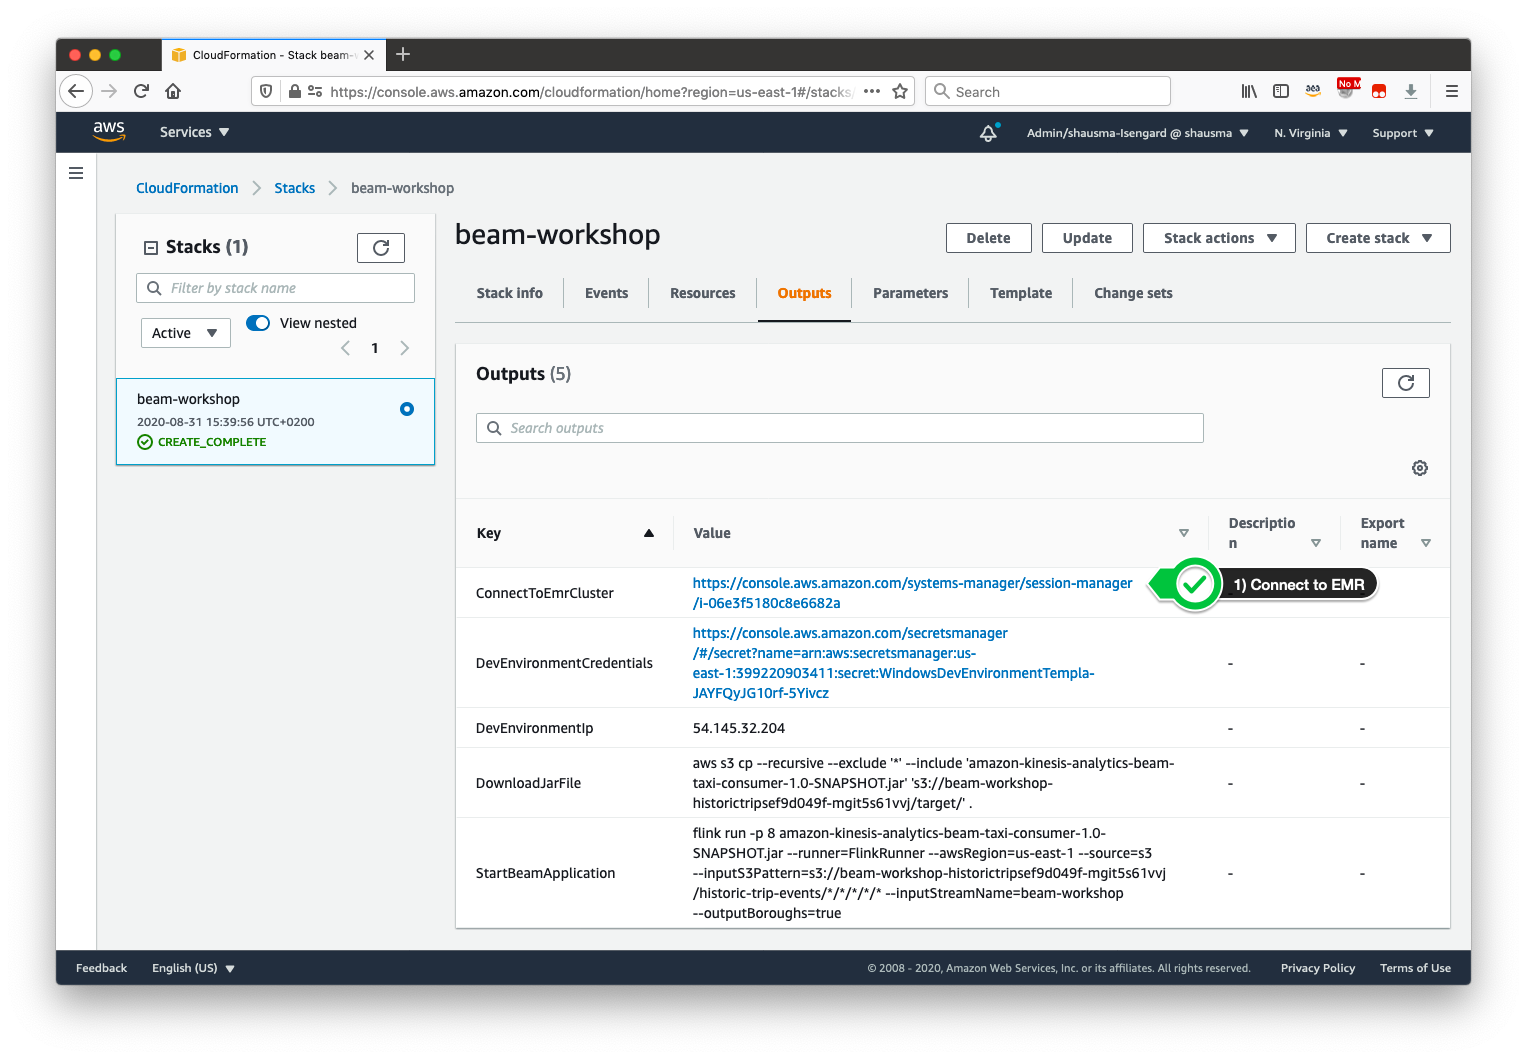 CloudFormation - Stack beam-
https://console.aws.amazon.com/cloudformation/home?region=us-east-1#/stacks
Search
No M
aws
Services
Admin/shausma-Isengard @ shausma
N. Virginia
Support
CloudFormation
Stacks
beam-workshop
Stacks (1)
Filter by stack name
Active
View nested
1
beam-workshop
2020-08-31 15:39:56 UTC+0200
CREATE_COMPLETE
beam-workshop
Delete
Update
Stack actions
Create stack
Stack info
Events
Resources
Outputs
Parameters
Template
Change sets
Outputs (5)
Search outputs
Key
Value
Descriptio
n
Export
name
ConnectToEmrCluster
https://console.aws.amazon.com/systems-manager/session-manager
/i-06e3f5180c8e6682a
1) Connect to EMR
DevEnvironmentCredentials
https://console.aws.amazon.com/secretsmanager
/#/secret?name=arn:aws:secretsmanager:us-
east-1:399220903411:secret:WindowsDevEnvironmentTempla-
JAYFQyJG10rf-5Yivcz
-
-
DevEnvironmentIp
54.145.32.204
-
-
DownloadJarFile
aws s3 cp --recursive --exclude '*' --include 'amazon-kinesis-analytics-beam-
taxi-consumer-1.0-SNAPSHOT.jar' 's3://beam-workshop-
historictripsef9d049f-mgit5s61vvj/target/' .
-
-
StartBeamApplication
flink run -p 8 amazon-kinesis-analytics-beam-taxi-consumer-1.0-
SNAPSHOT.jar --runner=FlinkRunner --awsRegion=us-east-1 --source=s3
--inputS3Pattern=s3://beam-workshop-historictripsef9d049f-mgit5s61vvj
/historic-trip-events/*/*/*/*/* --inputStreamName=beam-workshop
--outputBoroughs=true
-
-
Feedback
English (US)
© 2008 - 2020, Amazon Web Services, Inc. or its affiliates. All rights reserved.
Privacy Policy
Terms of Use